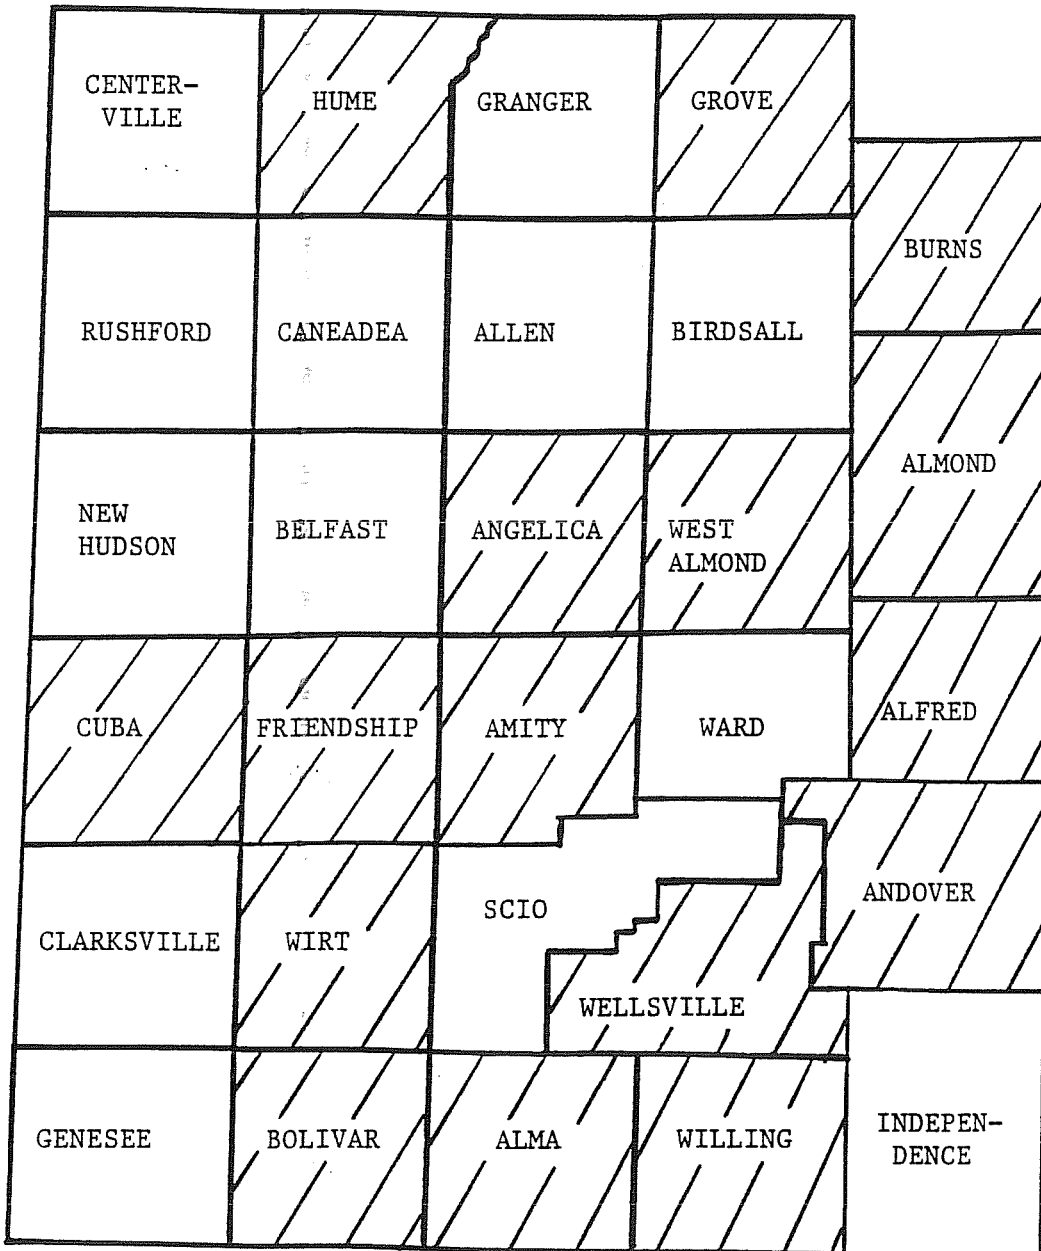 CENTER-
VILLE
HUME
GRANGER
GROVE
BURNS
RUSHFORD
CANEADEA
ALLEN
BIRDSALL
ALMOND
NEW
HUDSON
BELFAST
ANGELICA
WEST
ALMOND
CUBA
FRIENDSHIP
AMITY
WARD
ALFRED
CLARKSVILLE
WIRT
SCIO
ANDOVER
WELLSVILLE
GENESEE
BOLIVAR
ALMA
WILLING
INDEPEN-
DENCE